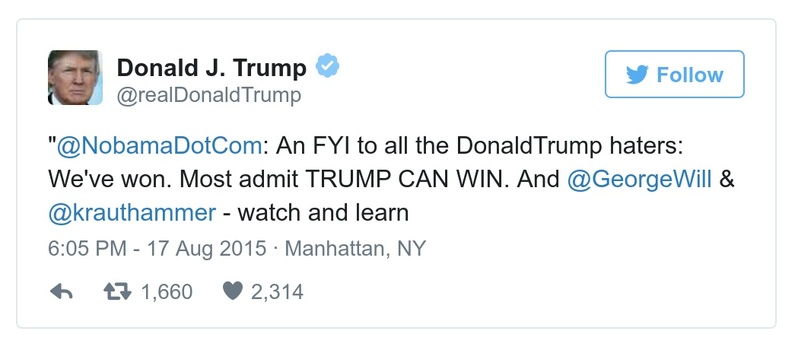 Donald J. Trump
@realDonaldTrump
Follow
"@NobamaDotCom: An FYI to all the DonaldTrump haters:
We've won. Most admit TRUMP CAN WIN. And @GeorgeWill &
@krauthammer - watch and learn
6:05 PM - 17 Aug 2015 · Manhattan, NY
1,660 2,314